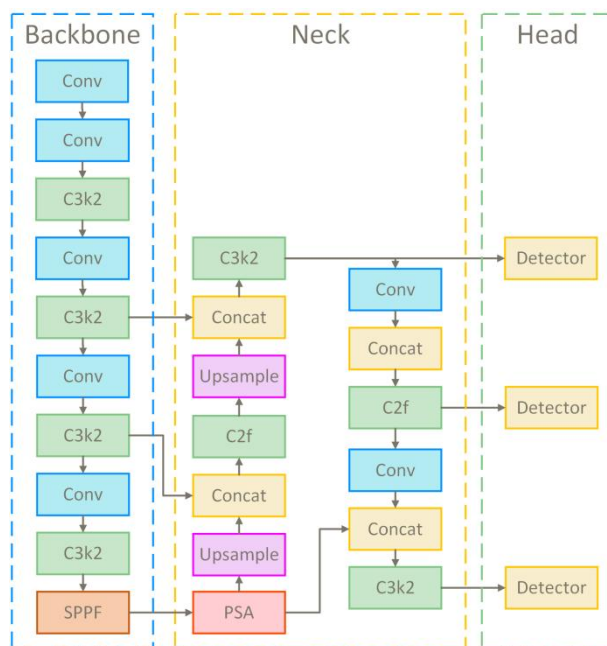 Backbone
Conv
Conv
C3k2
Conv
C3k2
Conv
C3k2
Conv
C3k2
SPPF
Neck
C3k2
Concat
Upsample
C2f
Concat
Upsample
PSA
Conv
Concat
C2f
Conv
Concat
C3k2
Head
Detector
Detector
Detector